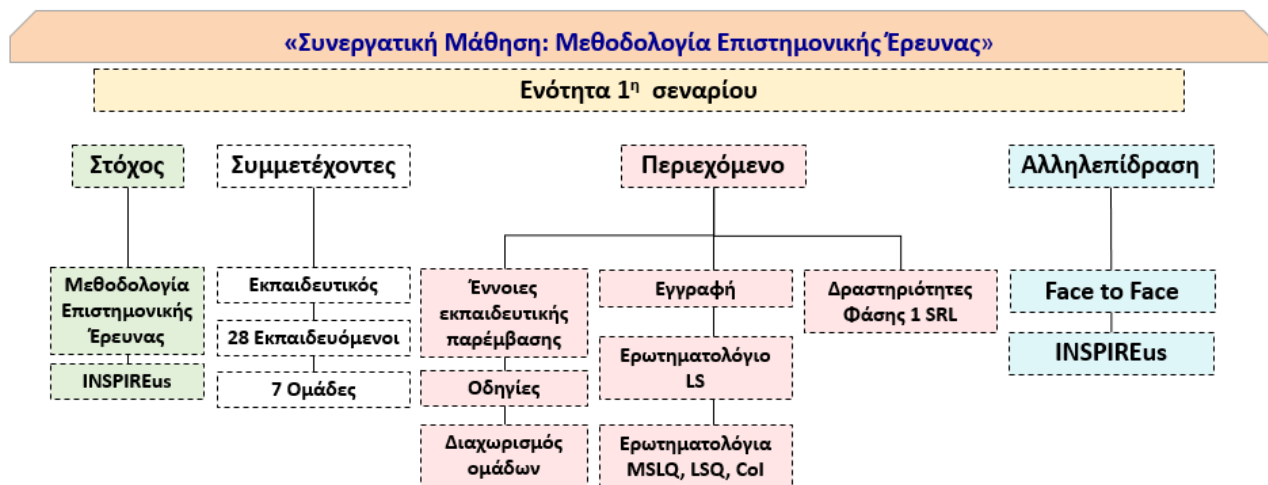 «Συνεργατική Μάθηση: Μεθοδολογία Επιστημονικής Έρευνας»
Ενότητα 1η σεναρίου
Στόχος
Συμμετέχοντες
Περιεχόμενο
Αλληλεπίδραση
Μεθοδολογία
Επιστημονικής
Έρευνας
INSPIREus
Εκπαιδευτικός
28 Εκπαιδευόμενοι
7 Ομάδες
Έννοιες
εκπαιδευτικής
παρέμβασης
Οδηγίες
Διαχωρισμός
ομάδων
Εγγραφή
Ερωτηματολόγιο
LS
Ερωτηματολόγια
MSLQ, LSQ, CoI
Δραστηριότητες
Φάσης 1 SRL
Face to Face
INSPIREus